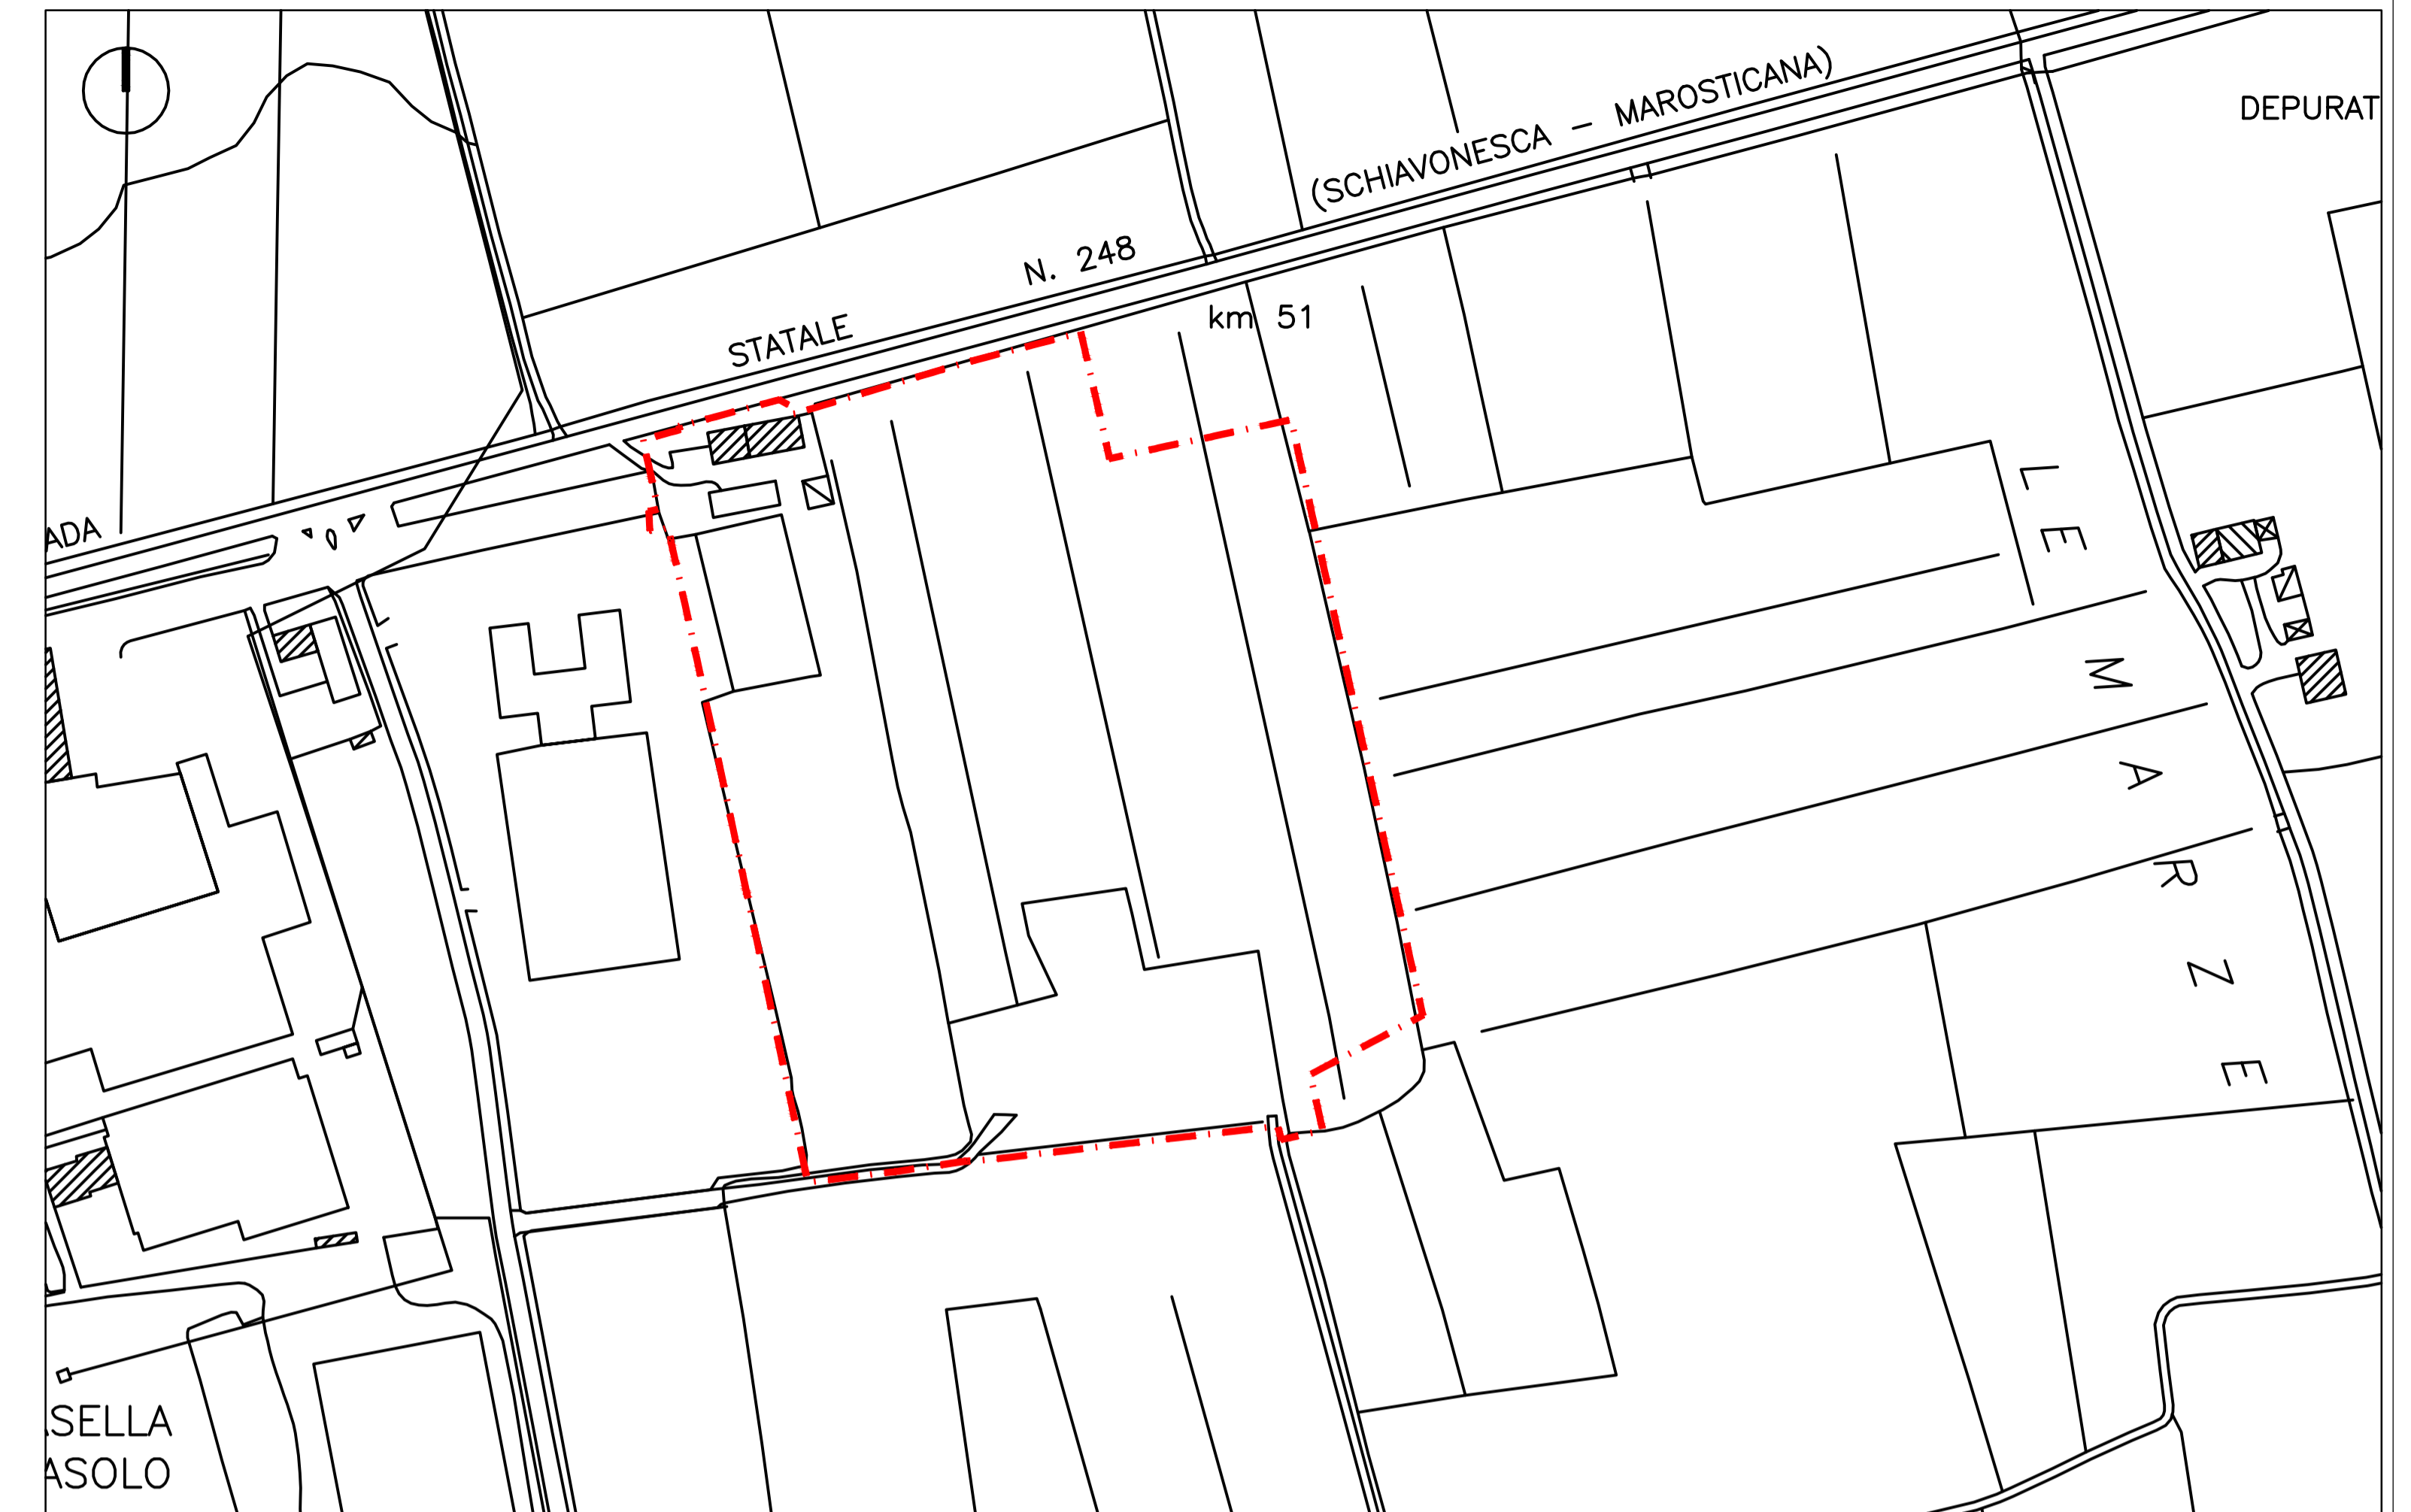 DEPURAT
STATALE N. 248 (SCHIAVONESCA - MAROSTICANA)
km 51
ADA
LE MARZE
SELLA
ASOLO